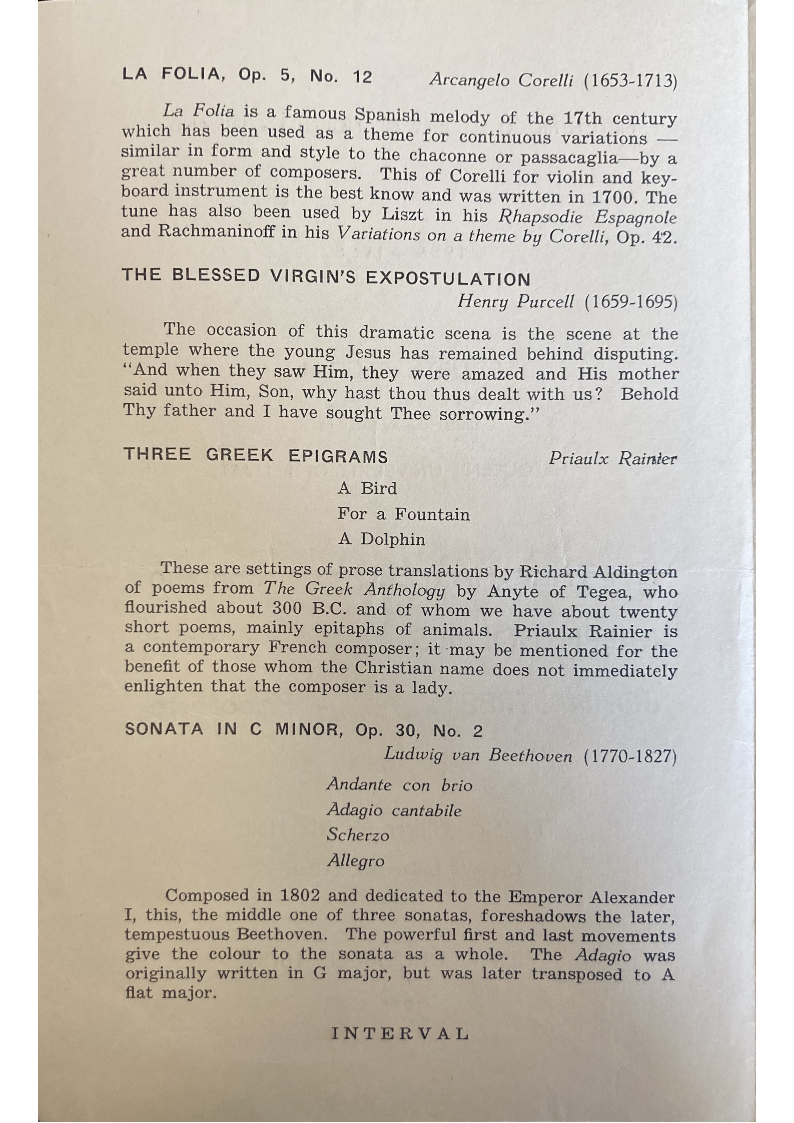 LA FOLIA, Op. 5, No. 12 Arcangelo Corelli (1653-1713)
La Folia is a famous Spanish melody of the 17th century
which has been used as a theme for continuous variations —
similar in form and style to the chaconne or passacaglia—by a
great number of composers. This of Corelli for violin and key-
board instrument is the best know and was written in 1700. The
tune has also been used by Liszt in his Rhapsodie Espagnole
and Rachmaninoff in his Variations on a theme by Corelli, Op. 42.
THE BLESSED VIRGIN'S EXPOSTULATION
Henry Purcell (1659-1695)
The occasion of this dramatic scena is the scene at the
temple where the young Jesus has remained behind disputing.
“And when they saw Him, they were amazed and His mother
said unto Him, Son, why hast thou thus dealt with us? Behold
Thy father and I have sought Thee sorrowing.”
THREE GREEK EPIGRAMS Priaulx Rainier
A Bird
For a Fountain
A Dolphin
These are settings of prose translations by Richard Aldington
of poems from The Greek Anthology by Anyte of Tegea, who
flourished about 300 B.C. and of whom we have about twenty
short poems, mainly epitaphs of animals. Priaulx Rainier is
a contemporary French composer; it may be mentioned for the
benefit of those whom the Christian name does not immediately
enlighten that the composer is a lady.
SONATA IN C MINOR, Op. 30, No. 2
Ludwig van Beethoven (1770-1827)
Andante con brio
Adagio cantabile
Scherzo
Allegro
Composed in 1802 and dedicated to the Emperor Alexander
I, this, the middle one of three sonatas, foreshadows the later,
tempestuous Beethoven. The powerful first and last movements
give the colour to the sonata as a whole. The Adagio was
originally written in G major, but was later transposed to A
flat major.
INTERVAL